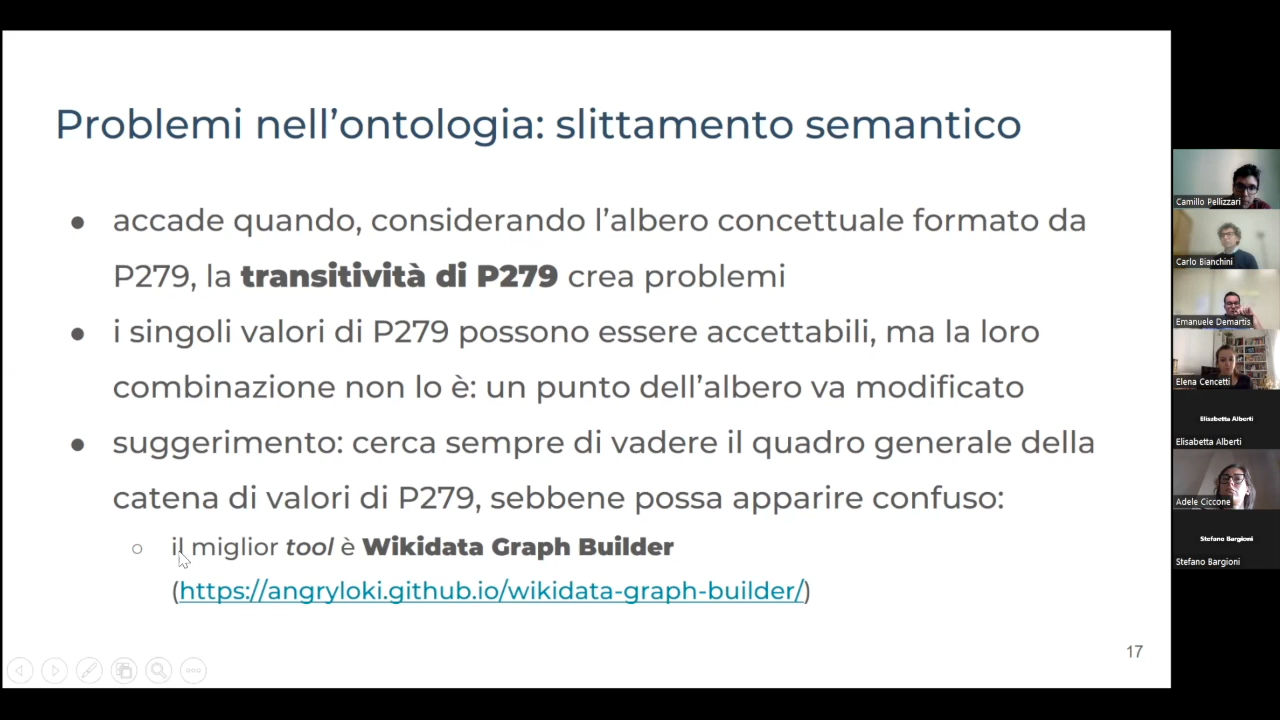 Problemi nell’ontologia: slittamento semantico
● accade quando, considerando l’albero concettuale formato da
P279, la transitività di P279 crea problemi
● i singoli valori di P279 possono essere accettabili, ma la loro
combinazione non lo è: un punto dell’albero va modificato
● suggerimento: cerca sempre di vadere il quadro generale della
catena di valori di P279, sebbene possa apparire confuso:
○ il miglior tool è Wikidata Graph Builder
(https://angryloki.github.io/wikidata-graph-builder/)
17
Camillo Pellizzari
Carlo Bianchini
Emanuele Demartis
Elena Cencetti
Elisabetta Alberti
Elisabetta Alberti
Adele Ciccone
Stefano Bargioni
Stefano Bargioni